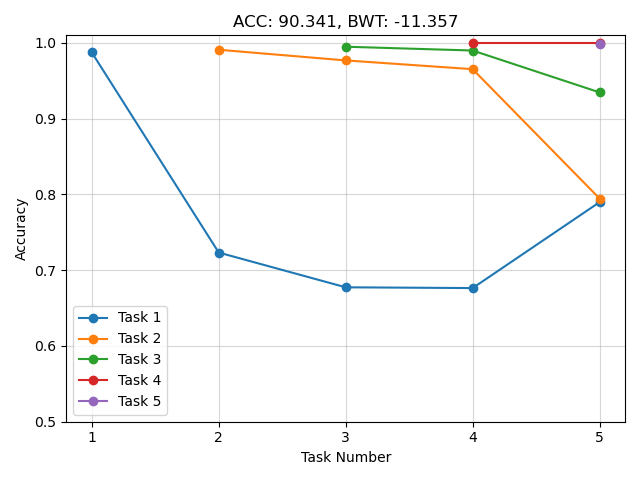 ACC: 90.341, BWT: -11.357
1.0
0.9
0.8
0.7
0.6
0.5
Accuracy
Task 1
Task 2
Task 3
Task 4
Task 5
1 2 3 4 5
Task Number